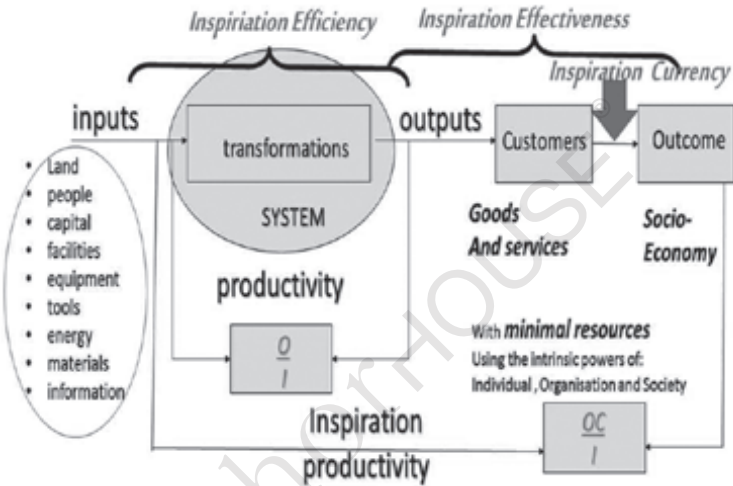 Inspiriation Efficiency
Inspiration Effectiveness
Inspiration Currency
inputs
transformations
SYSTEM
outputs
Customers
Outcome
• Land
• people
• capital
• facilities
• equipment
• tools
• energy
• materials
• information
Goods
And services
Socio-
Economy
productivity
O
I
With minimal resources
Using the intrinsic powers of:
Individual , Organisation and Society
OC
I
Inspiration
productivity
horHOUSE